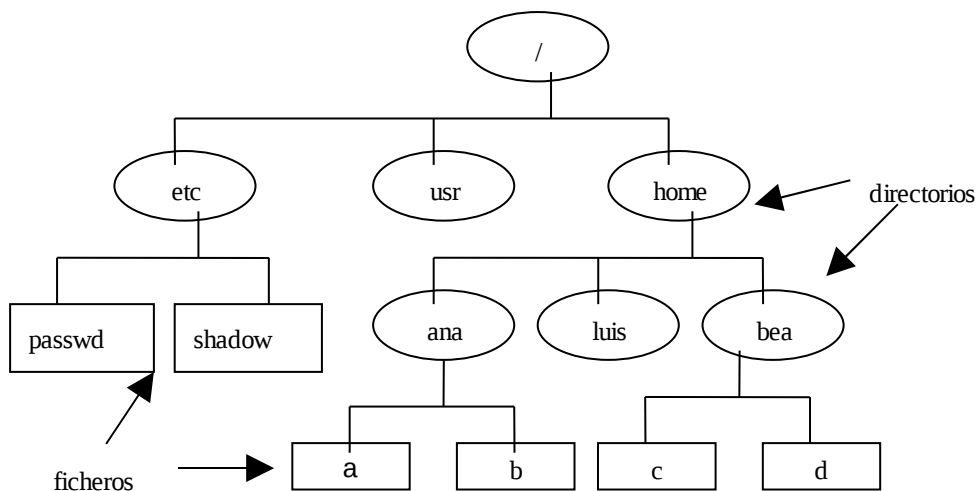 /
etc
usr
home
directorios
passwd
shadow
ana
luis
bea
ficheros
a
b
c
d